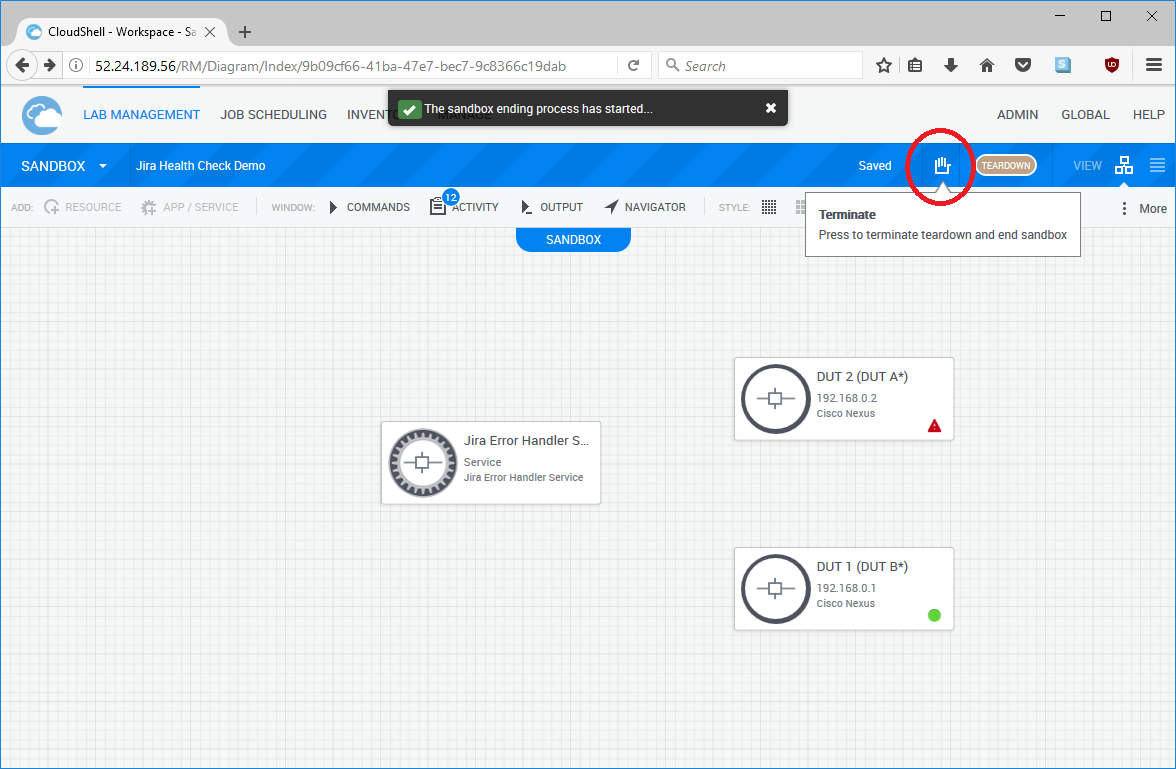 CloudShell - Workspace - Sa
52.24.189.56/RM/Diagram/Index/9b09cf66-41ba-47e7-bec7-9c8366c19dab
Search
LAB MANAGEMENT
JOB SCHEDULING
The sandbox ending process has started...
ADMIN
GLOBAL
HELP
SANDBOX
Jira Health Check Demo
Saved
TEARDOWN
VIEW
ADD:
RESOURCE
APP / SERVICE
WINDOW:
COMMANDS
12
ACTIVITY
OUTPUT
NAVIGATOR
STYLE:
More
Terminate
Press to terminate teardown and end sandbox
SANDBOX
DUT 2 (DUT A*)
192.168.0.2
Cisco Nexus
Jira Error Handler S...
Service
Jira Error Handler Service
DUT 1 (DUT B*)
192.168.0.1
Cisco Nexus